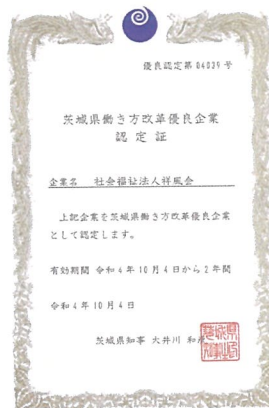 優良認定第04039号
茨城県働き方改革優良企業
認定証
企業名 社会福祉法人祥風会
上記企業を茨城県働き方改革優良企業
として認定します。
有効期間 令和4年10月4日から2年間
令和4年10月4日
茨城県知事 大井川 和彦